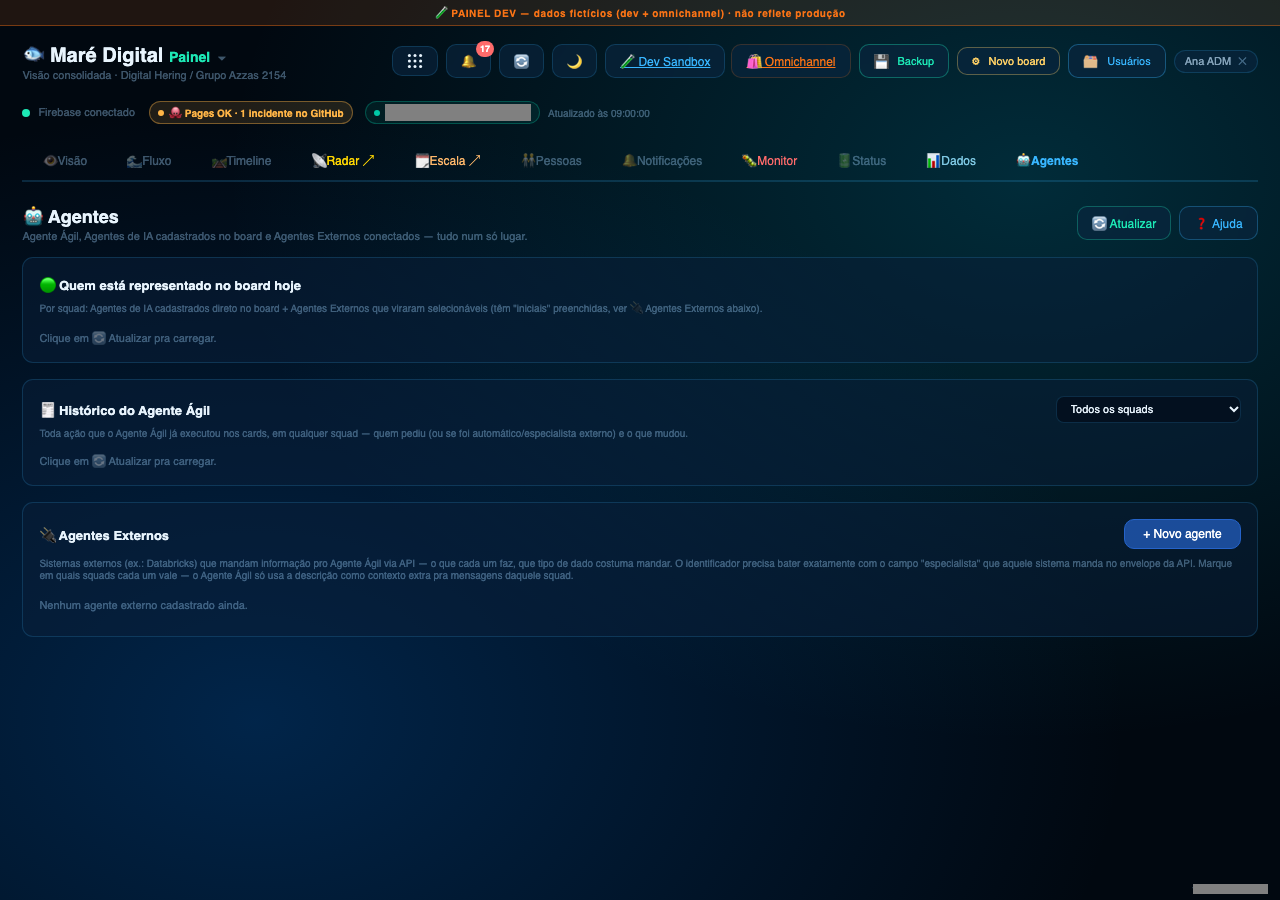 PAINEL DEV — dados fictícios (dev + omnichannel) · não reflete produção
Maré Digital Painel
Visão consolidada · Digital Hering / Grupo Azzas 2154
17
Dev Sandbox
Omnichannel
Backup
Novo board
Usuários
Ana ADM
Firebase conectado
Pages OK · 1 incidente no GitHub
Atualizado às 09:00:00
Visão
Fluxo
Timeline
Radar ↗
Escala ↗
Pessoas
Notificações
Monitor
Status
Dados
Agentes
Agentes
Agente Ágil, Agentes de IA cadastrados no board e Agentes Externos conectados — tudo num só lugar.
Atualizar
Ajuda
Quem está representado no board hoje
Por squad: Agentes de IA cadastrados direto no board + Agentes Externos que viraram selecionáveis (têm "iniciais" preenchidas, ver Agentes Externos abaixo).
Clique em Atualizar pra carregar.
Histórico do Agente Ágil
Todos os squads
Toda ação que o Agente Ágil já executou nos cards, em qualquer squad — quem pediu (ou se foi automático/especialista externo) e o que mudou.
Clique em Atualizar pra carregar.
Agentes Externos
+ Novo agente
Sistemas externos (ex.: Databricks) que mandam informação pro Agente Ágil via API — o que cada um faz, que tipo de dado costuma mandar. O identificador precisa bater exatamente com o campo "especialista" que aquele sistema manda no envelope da API. Marque
em quais squads cada um vale — o Agente Ágil só usa a descrição como contexto extra pra mensagens daquele squad.
Nenhum agente externo cadastrado ainda.